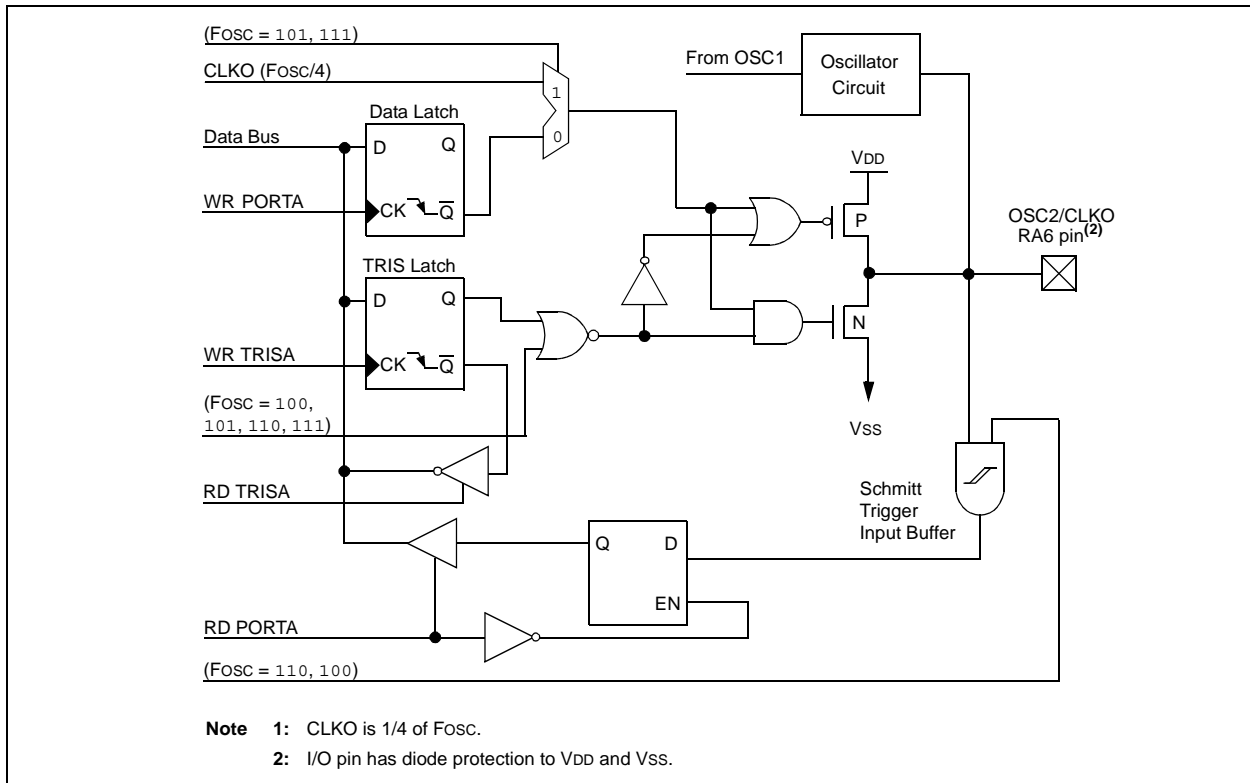 (FOSC = 101, 111)
CLKO (FOSC/4)
From OSC1
Oscillator
Circuit
1
0
Data Latch
Data Bus
D
Q
WR PORTA
CK
Q
VDD
P
OSC2/CLKO
RA6 pin(2)
TRIS Latch
D
Q
N
WR TRISA
CK
Q
VSS
(FOSC = 100,
101, 110, 111)
RD TRISA
Schmitt
Trigger
Input Buffer
Q
D
EN
RD PORTA
(FOSC = 110, 100)
Note 1: CLKO is 1/4 of FOSC.
2: I/O pin has diode protection to VDD and VSS.